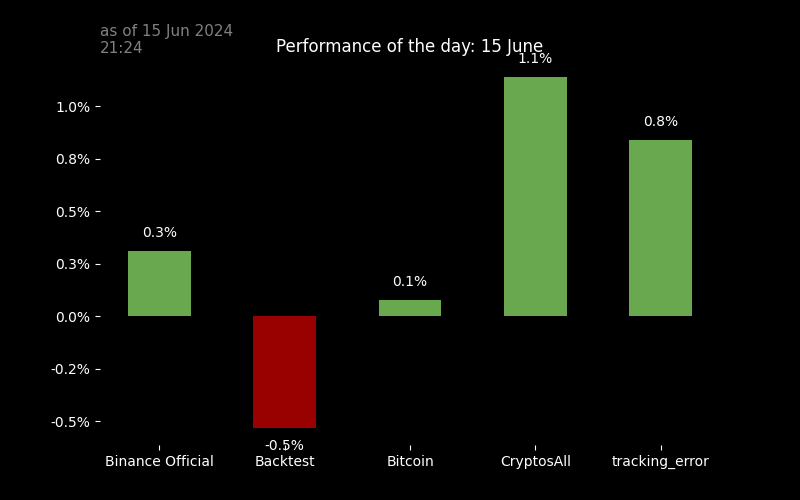 as of 15 Jun 2024
21:24
Performance of the day: 15 June
1.1%
1.0%
0.8%
0.8%
0.5%
0.3%
0.3%
0.1%
0.0%
-0.2%
-0.5%
-0.5%
Binance Official
Backtest
Bitcoin
CryptosAll
tracking_error